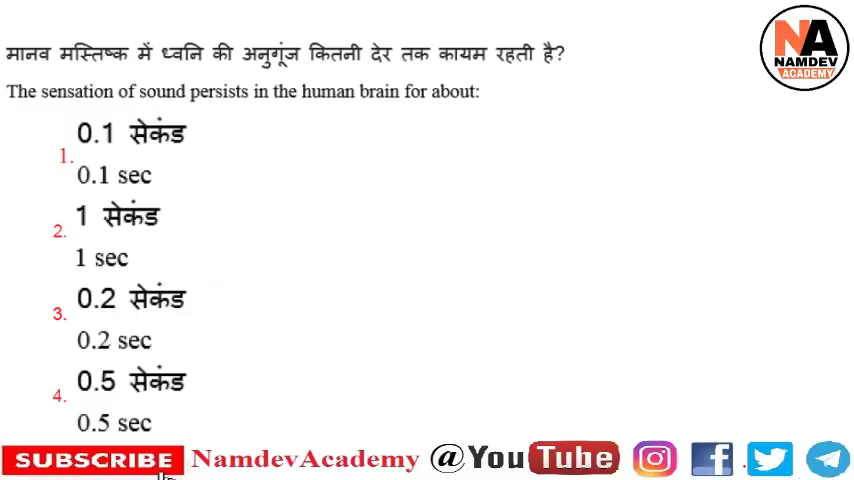 मानव मस्तिष्क में ध्वनि की अनुगूंज कितनी देर तक कायम रहती है?
NAMDEV
ACADEMY
The sensation of sound persists in the human brain for about:
1. 0.1 सेकंड
0.1 sec
2. 1 सेकंड
1 sec
3. 0.2 सेकंड
0.2 sec
4. 0.5 सेकंड
0.5 sec
SUBSCRIBE NamdevAcademy @YouTube